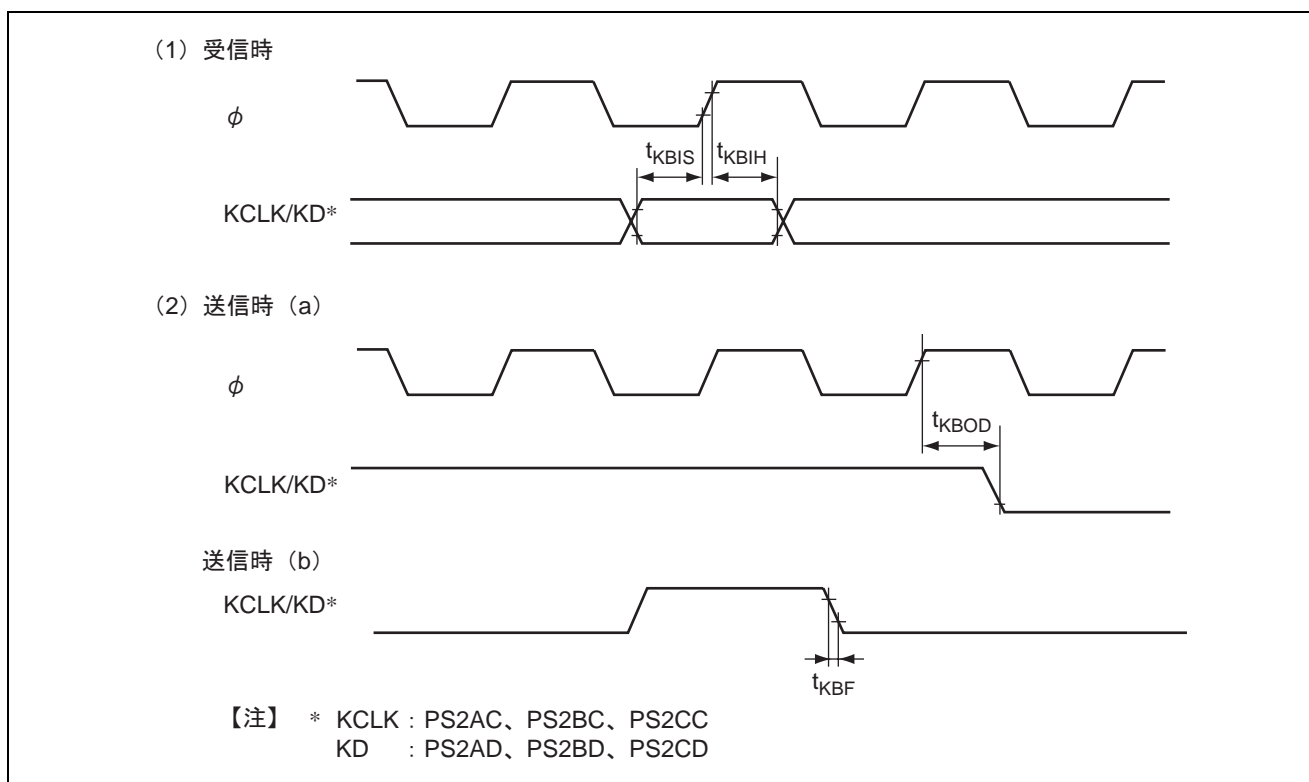 （1）受信時
φ
tKBIS tKBIH
KCLK/KD*
（2）送信時（a）
φ
tKBOD
KCLK/KD*
送信時（b）
KCLK/KD*
tKBF
【注】 * KCLK：PS2AC、PS2BC、PS2CC
KD ：PS2AD、PS2BD、PS2CD